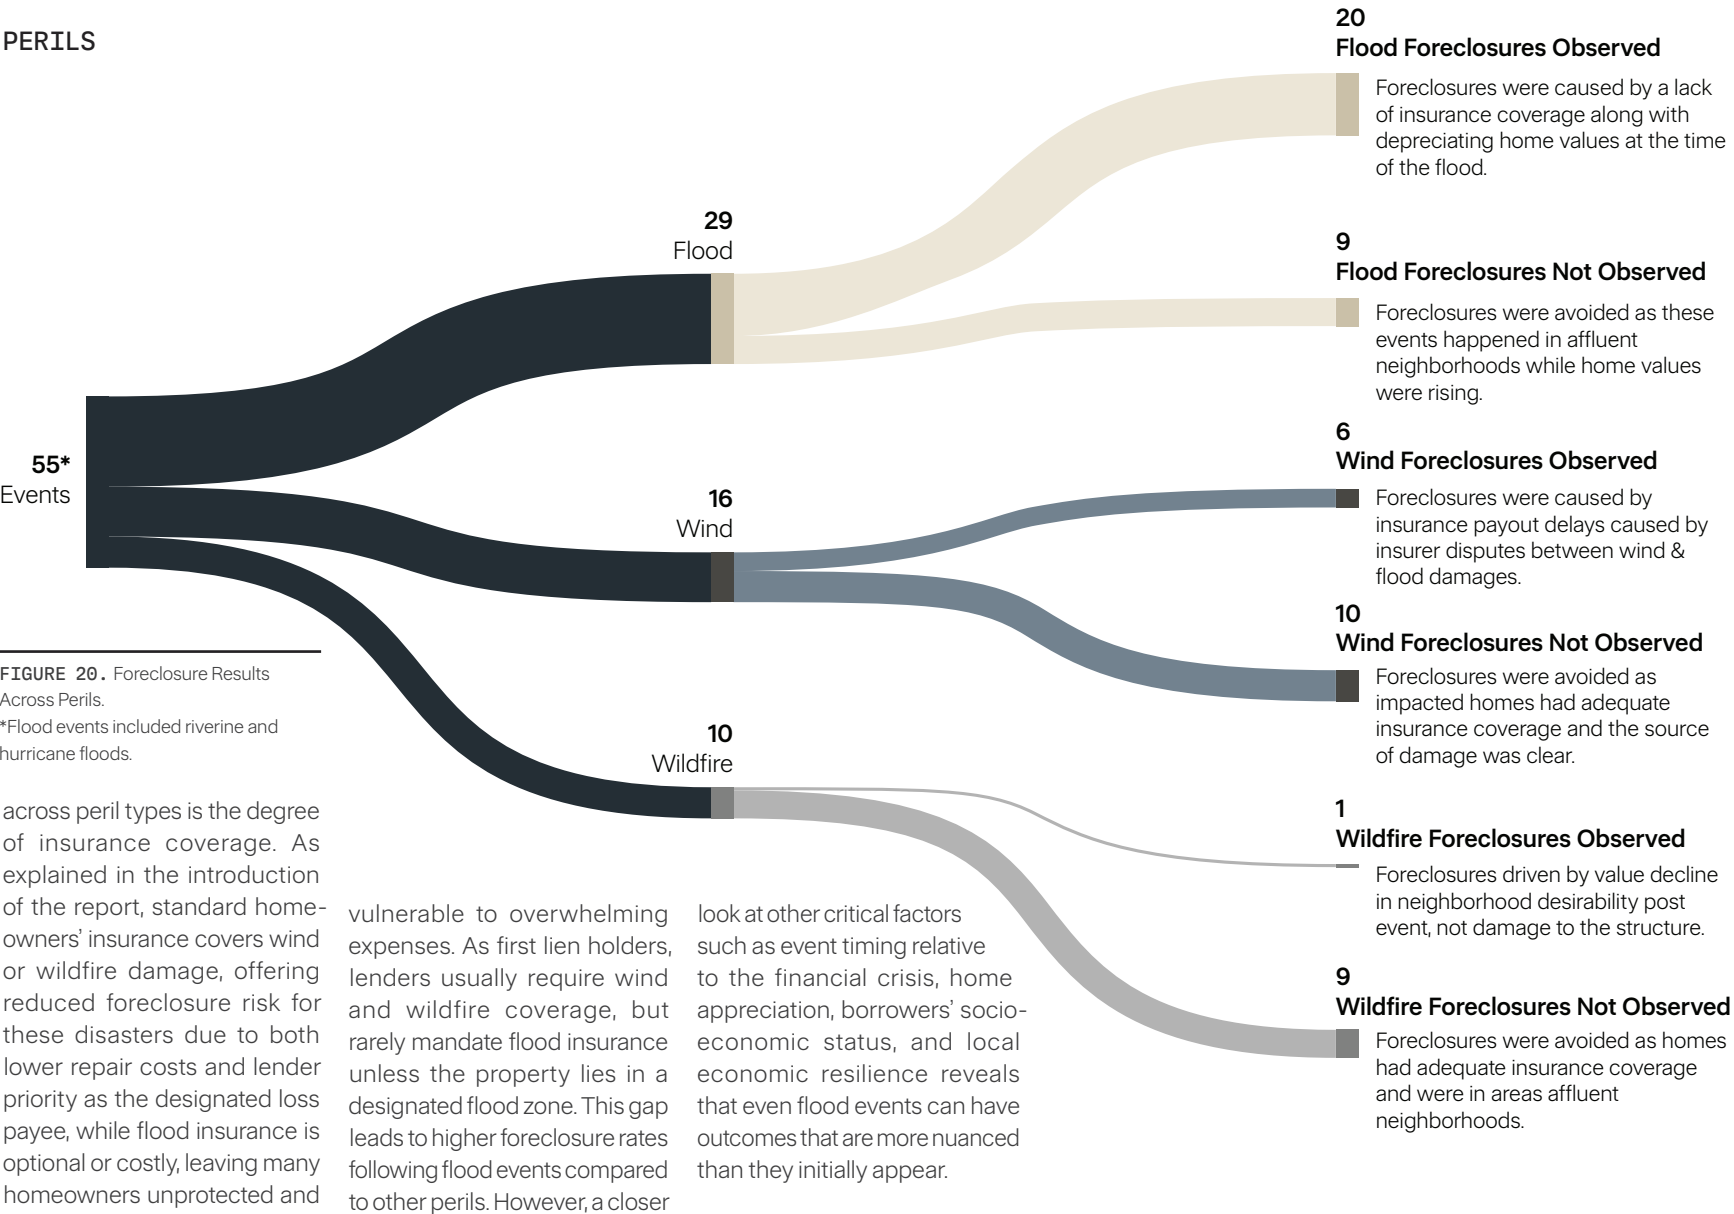 PERILS
55*
Events
29
Flood
16
Wind
10
Wildfire
20
Flood Foreclosures Observed
Foreclosures were caused by a lack
of insurance coverage along with
depreciating home values at the time
of the flood.
9
Flood Foreclosures Not Observed
Foreclosures were avoided as these
events happened in affluent
neighborhoods while home values
were rising.
6
Wind Foreclosures Observed
Foreclosures were caused by
insurance payout delays caused by
insurer disputes between wind &
flood damages.
10
Wind Foreclosures Not Observed
Foreclosures were avoided as
impacted homes had adequate
insurance coverage and the source
of damage was clear.
1
Wildfire Foreclosures Observed
Foreclosures driven by value decline
in neighborhood desirability post
event, not damage to the structure.
9
Wildfire Foreclosures Not Observed
Foreclosures were avoided as homes
had adequate insurance coverage
and were in areas affluent
neighborhoods.
FIGURE 20. Foreclosure Results
Across Perils.
*Flood events included riverine and
hurricane floods.
across peril types is the degree
of insurance coverage. As
explained in the introduction
of the report, standard home-
owners’ insurance covers wind
or wildfire damage, offering
reduced foreclosure risk for
these disasters due to both
lower repair costs and lender
priority as the designated loss
payee, while flood insurance is
optional or costly, leaving many
homeowners unprotected and
vulnerable to overwhelming
expenses. As first lien holders,
lenders usually require wind
and wildfire coverage, but
rarely mandate flood insurance
unless the property lies in a
designated flood zone. This gap
leads to higher foreclosure rates
following flood events compared
to other perils. However, a closer
look at other critical factors
such as event timing relative
to the financial crisis, home
appreciation, borrowers’ socio-
economic status, and local
economic resilience reveals
that even flood events can have
outcomes that are more nuanced
than they initially appear.